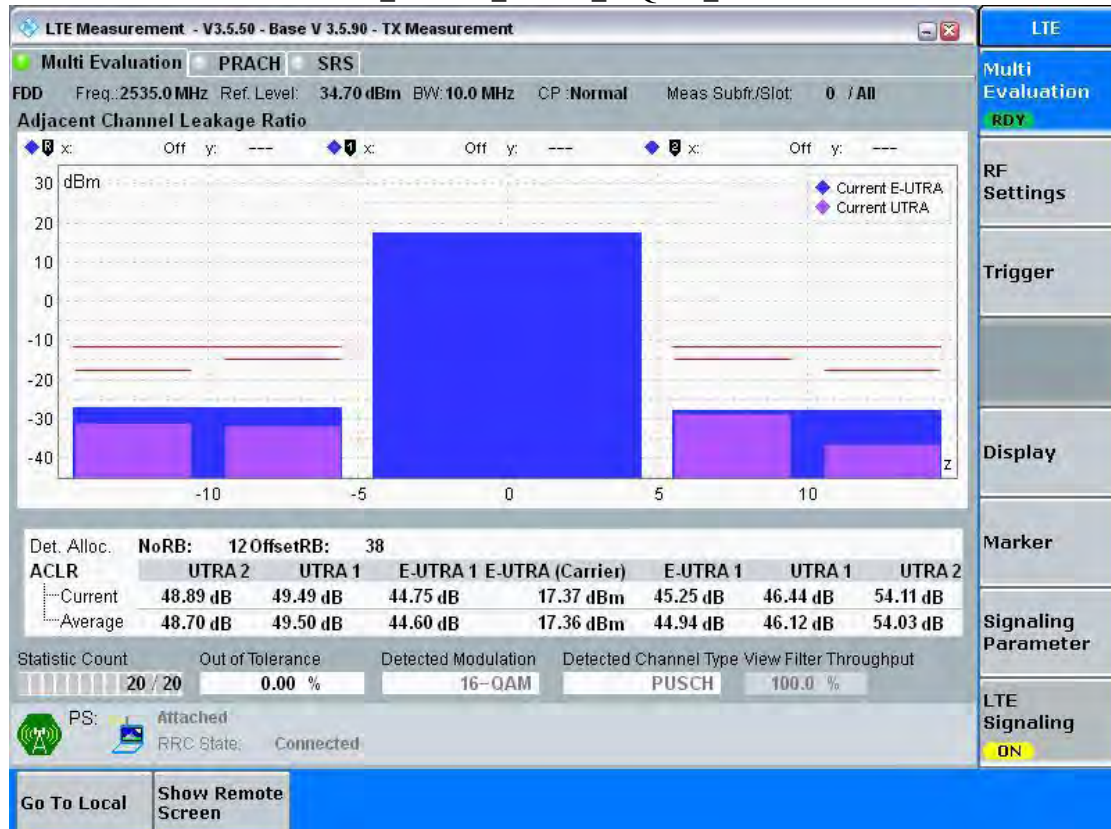 LTE Measurement - V3.5.50 - Base V 3.5.90 - TX Measurement
LTE
Multi Evaluation PRACH SRS
Multi
Evaluation
RDY
FDD Freq.:2535.0 MHz Ref. Level: 34.70 dBm BW:10.0 MHz CP :Normal Meas Subfr./Slot: 0 / All
Adjacent Channel Leakage Ratio
R x: Off y: --- 1 x: Off y: --- 2 x: Off y: ---
30 dBm
Current E-UTRA
Current UTRA
20
10
0
-10
-20
-30
-40
z
-10 -5 0 5 10
RF
Settings
Trigger
Display
Marker
Signaling
Parameter
LTE
Signaling
ON
Det. Alloc. NoRB: 12 OffsetRB: 38
ACLR UTRA 2 UTRA 1 E-UTRA 1 E-UTRA (Carrier) E-UTRA 1 UTRA 1 UTRA 2
Current 48.89 dB 49.49 dB 44.75 dB 17.37 dBm 45.25 dB 46.44 dB 54.11 dB
Average 48.70 dB 49.50 dB 44.60 dB 17.36 dBm 44.94 dB 46.12 dB 54.03 dB
Statistic Count Out of Tolerance Detected Modulation Detected Channel Type View Filter Throughput
20 / 20 0.00 % 16-QAM PUSCH 100.0 %
PS: Attached
RRC State: Connected
Go To Local
Show Remote
Screen